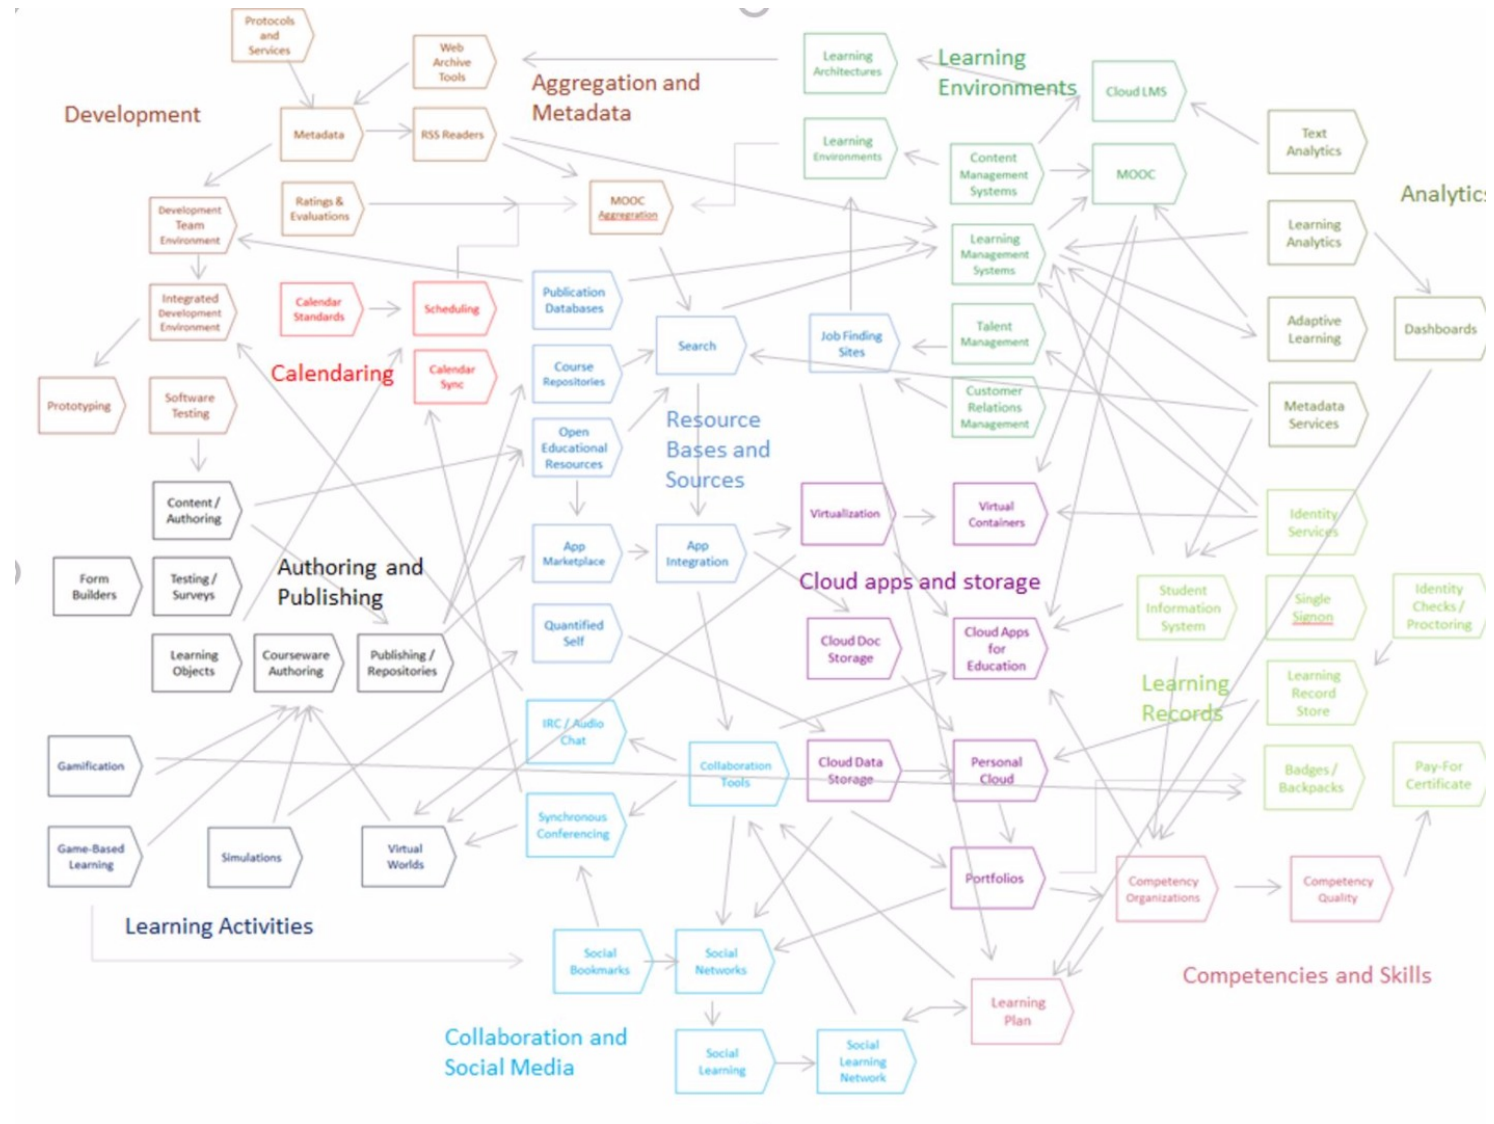 Protocols
and
Services
Web
Archive
Tools
Aggregation and
Metadata
Learning
Architectures
Learning
Environments
Cloud LMS
Development
Metadata
RSS Readers
Learning
Environments
Content
Management
Systems
MOOC
Text
Analytics
Analytics
Development
Team
Environment
Ratings &
Evaluations
MOOC
Aggregration
Learning
Management
Systems
Learning
Analytics
Integrated
Development
Environment
Calendar
Standards
Scheduling
Publication
Databases
Search
Job Finding
Sites
Talent
Management
Adaptive
Learning
Dashboards
Calendaring
Calendar
Sync
Course
Repositories
Customer
Relations
Management
Metadata
Services
Prototyping
Software
Testing
Open
Educational
Resources
Resource
Bases and
Sources
Content /
Authoring
Virtualization
Virtual
Containers
Identity
Services
App
Marketplace
App
Integration
Cloud apps and storage
Form
Builders
Testing /
Surveys
Authoring and
Publishing
Student
Information
System
Single
Signon
Identity
Checks /
Proctoring
Learning
Objects
Courseware
Authoring
Publishing /
Repositories
Quantified
Self
Cloud Doc
Storage
Cloud Apps
for
Education
Learning
Records
Learning
Record
Store
IRC / Audio
Chat
Gamification
Collaboration
Tools
Cloud Data
Storage
Personal
Cloud
Badges /
Backpacks
Pay-For
Certificate
Synchronous
Conferencing
Game-Based
Learning
Simulations
Virtual
Worlds
Portfolios
Competency
Organizations
Competency
Quality
Learning Activities
Social
Bookmarks
Social
Networks
Competencies and Skills
Learning
Plan
Collaboration and
Social Media
Social
Learning
Social
Learning
Network